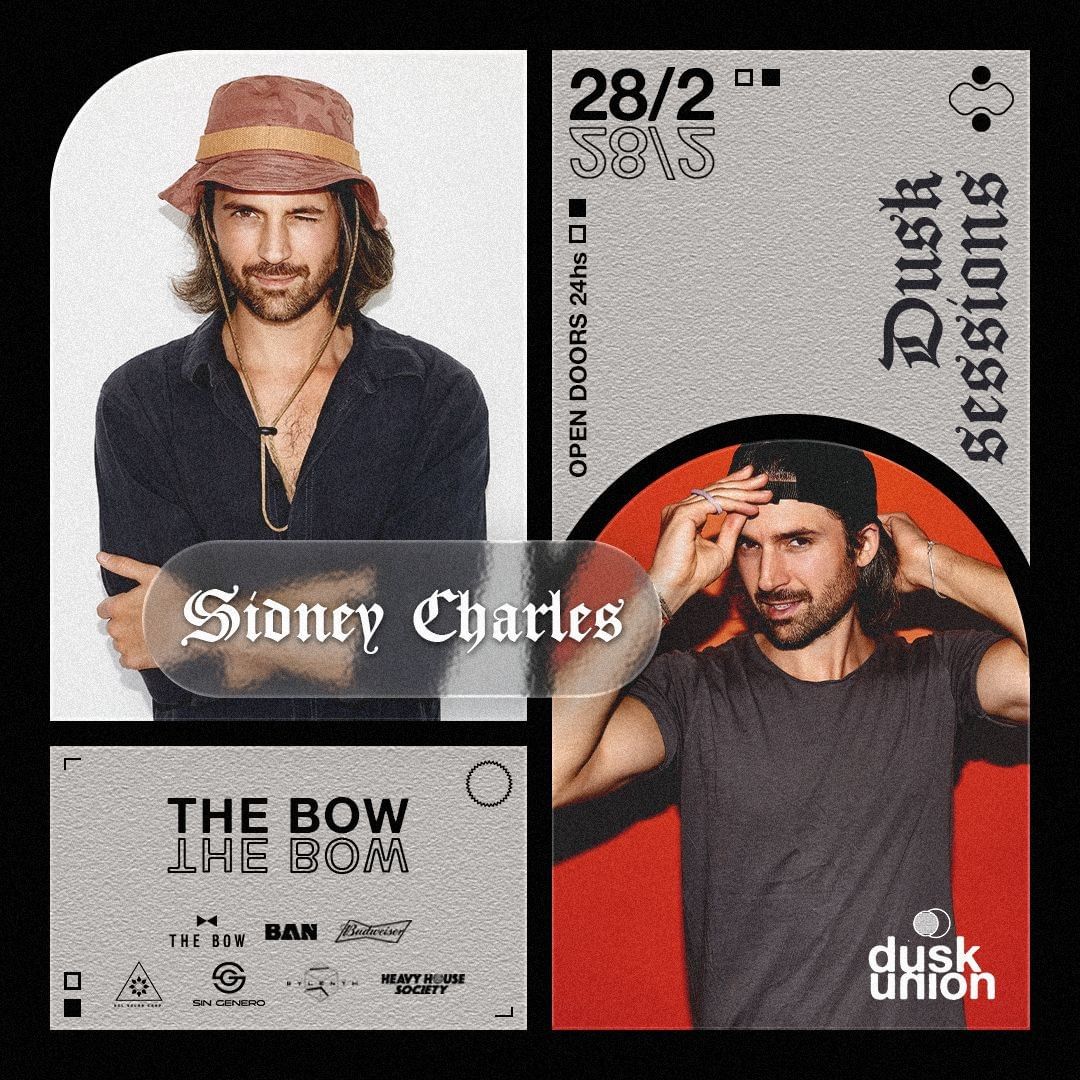 28/2
28/2
OPEN DOORS 24hs
Dusk
sessions
Sidney Charles
THE BOW
THE BOW
THE BOW
BAN
Budweiser
SIN GENERO
HEAVY HOUSE
SOCIETY
dusk
union